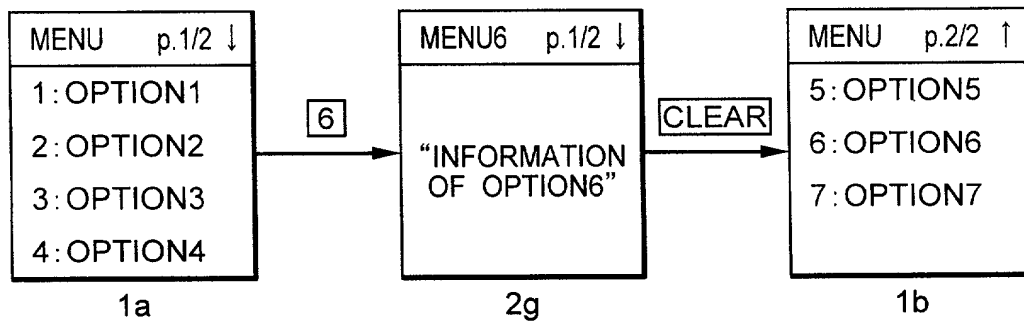 MENU p.1/2 ↓
1:OPTION1
2:OPTION2
3:OPTION3
4:OPTION4
1a
6
MENU6 p.1/2 ↓
“INFORMATION
OF OPTION6”
2g
CLEAR
MENU p.2/2 ↑
5:OPTION5
6:OPTION6
7:OPTION7
1b